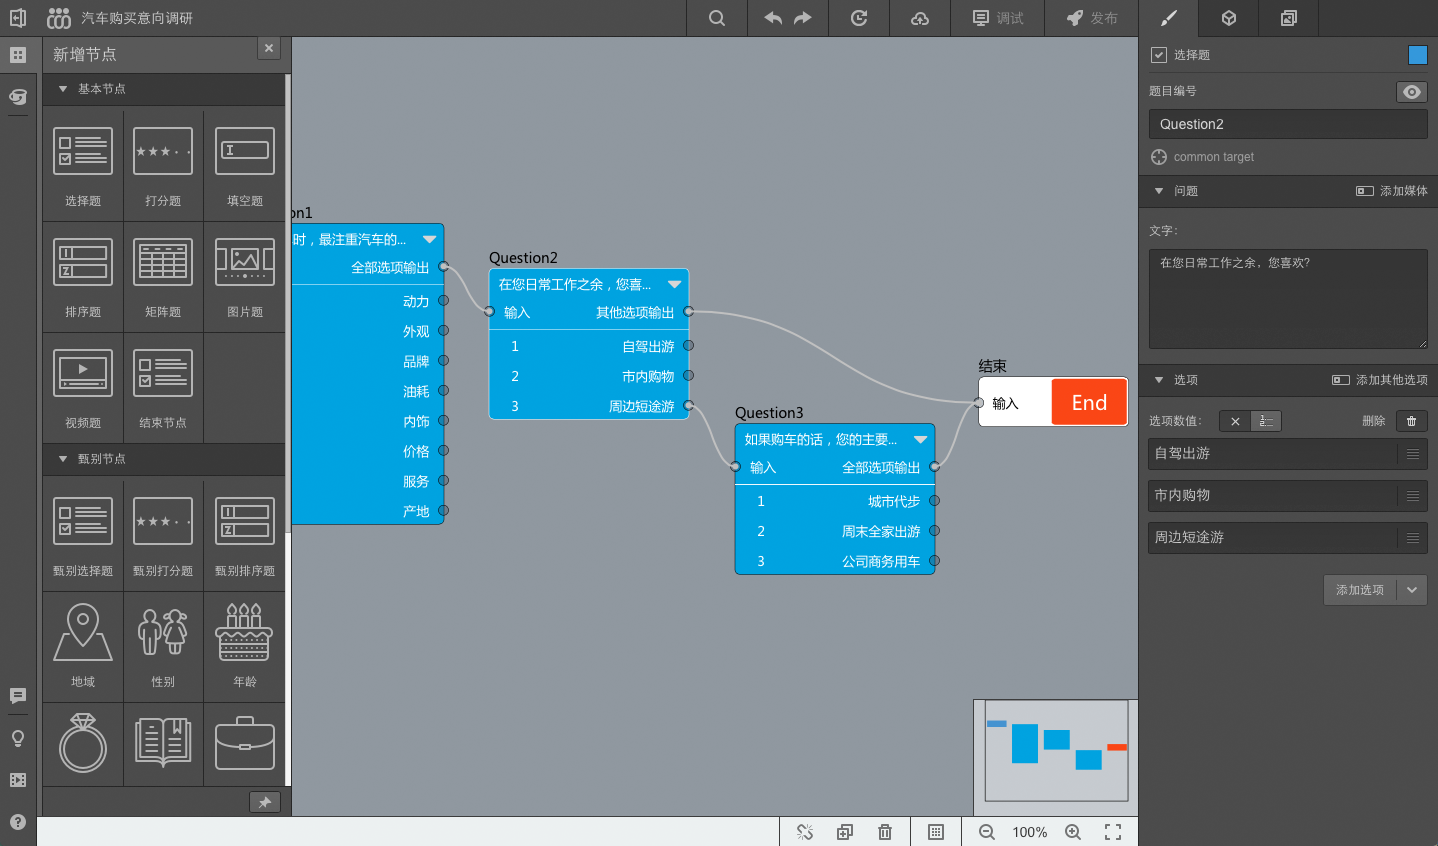 汽车购买意向调研
调试
发布
新增节点
基本节点
选择题
打分题
填空题
排序题
矩阵题
图片题
视频题
结束节点
甄别节点
甄别选择题
甄别打分题
甄别排序题
地域
性别
年龄
on1
时，最注重汽车的...
全部选项输出
动力
外观
品牌
油耗
内饰
价格
服务
产地
Question2
在您日常工作之余，您喜...
输入
其他选项输出
1 自驾出游
2 市内购物
3 周边短途游
Question3
如果购车的话，您的主要...
输入
全部选项输出
1 城市代步
2 周末全家出游
3 公司商务用车
结束
输入
End
100%
选择题
题目编号
Question2
common target
问题
添加媒体
文字：
在您日常工作之余，您喜欢?
选项
添加其他选项
选项数值：
删除
自驾出游
市内购物
周边短途游
添加选项